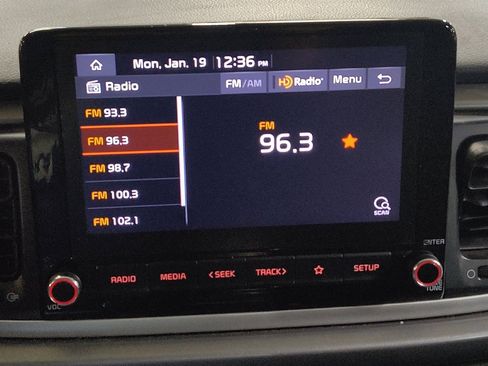 Mon, Jan. 19 12:36 PM
Radio FM/AM HD Radio Menu
FM 93.3
FM 96.3
FM 98.7
FM 100.3
FM 102.1
FM
96.3
SCAN
RADIO MEDIA <SEEK TRACK> SETUP
ENTER
VOL
TUNE